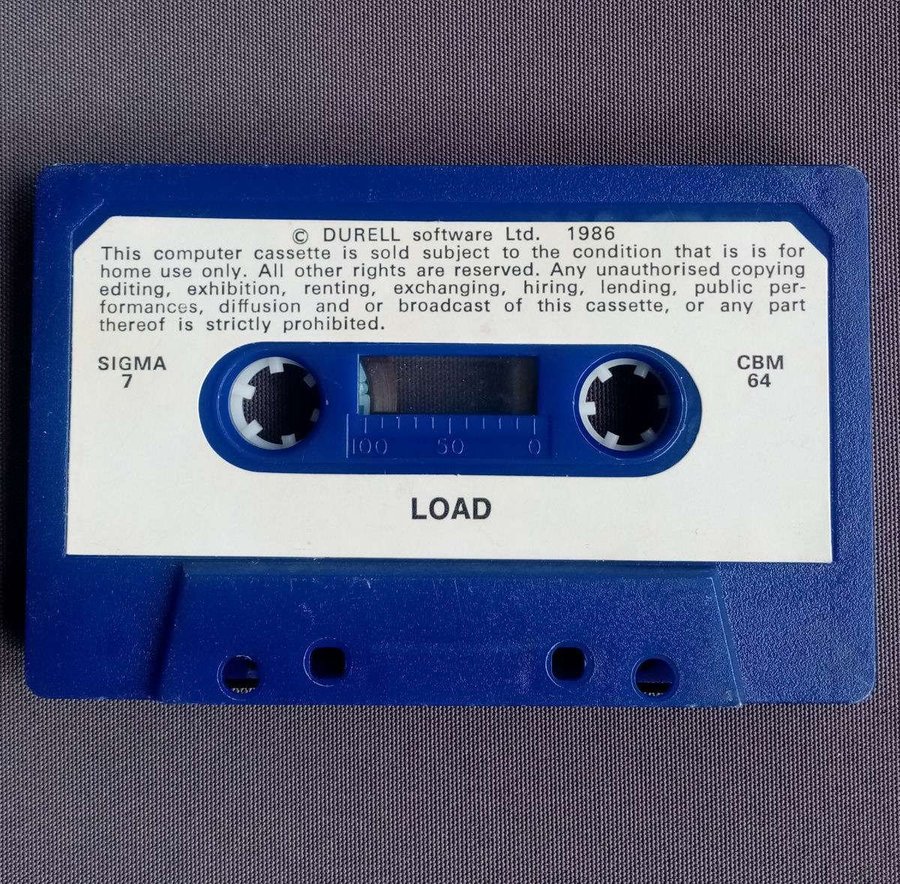 © DURELL software Ltd. 1986
This computer cassette is sold subject to the condition that is is for
home use only. All other rights are reserved. Any unauthorised copying
editing, exhibition, renting, exchanging, hiring, lending, public per-
formances, diffusion and or broadcast of this cassette, or any part
thereof is strictly prohibited.
SIGMA
7
CBM
64
100 50 0
LOAD